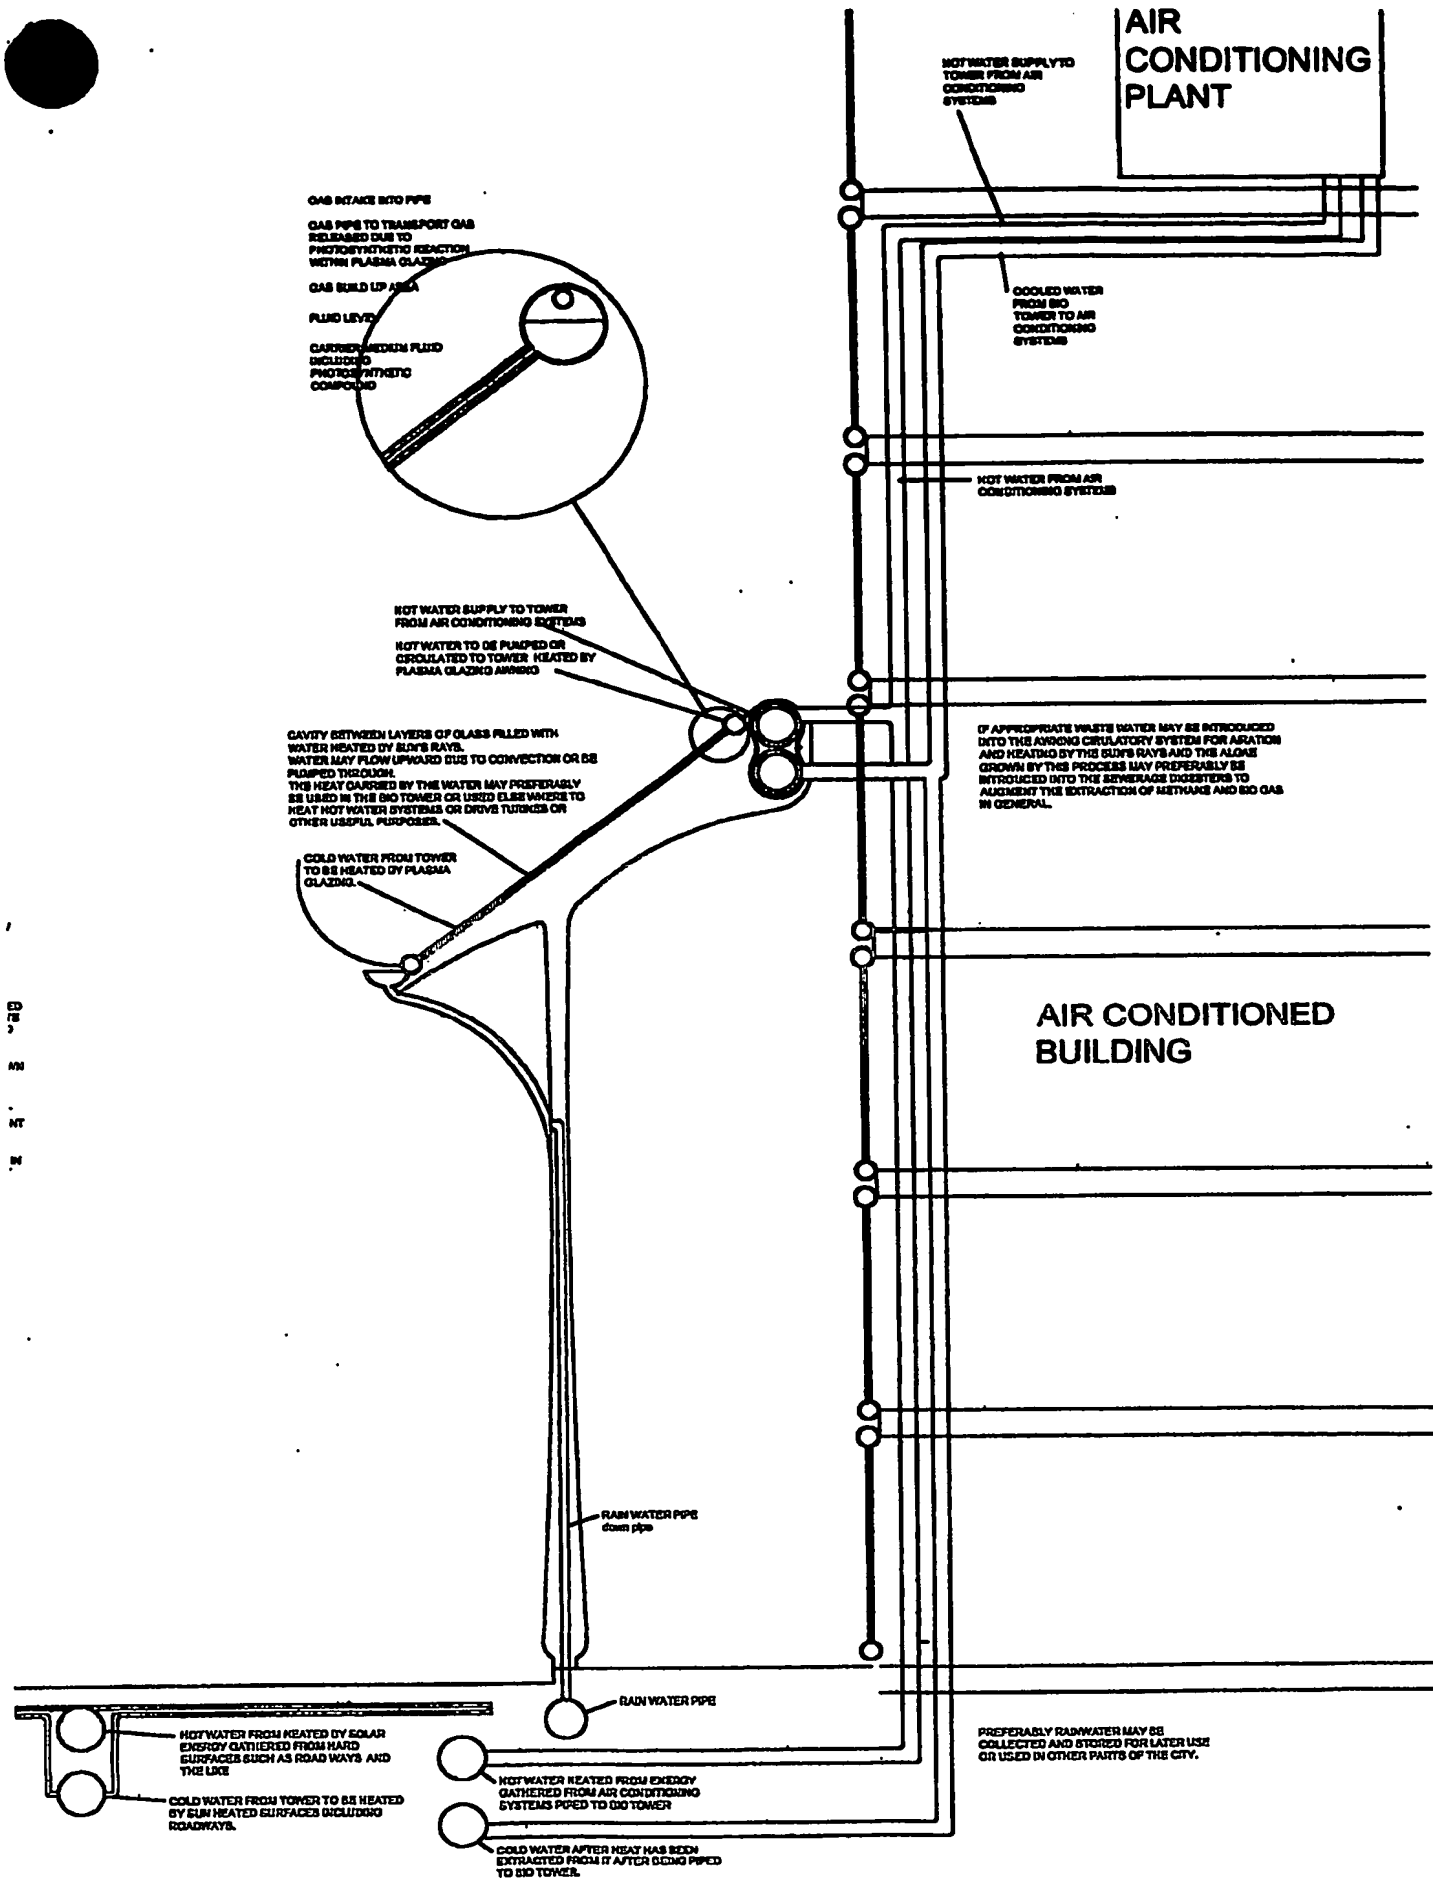 AIR
CONDITIONING
PLANT
HOT WATER SUPPLY TO
TOWER FROM AIR
CONDITIONING
SYSTEMS
GAS INTAKE INTO PIPE
GAS PIPE TO TRANSPORT GAS
RELEASED DUE TO
PHOTOSYNTHETIC REACTION
WITHIN PLASMA GLAZING
GAS BUILD UP AREA
FLUID LEVEL
CARRIER MEDIUM FLUID
INCLUDING
PHOTOSYNTHETIC
COMPOUND
COOLED WATER
FROM BIO
TOWER TO AIR
CONDITIONING
SYSTEMS
HOT WATER FROM AIR
CONDITIONING SYSTEMS
HOT WATER SUPPLY TO TOWER
FROM AIR CONDITIONING SYSTEMS
HOT WATER TO BE PUMPED OR
CIRCULATED TO TOWER HEATED BY
PLASMA GLAZING AWNING
CAVITY BETWEEN LAYERS OF GLASS FILLED WITH
WATER HEATED BY SUN'S RAYS.
WATER MAY FLOW UPWARD DUE TO CONVECTION OR BE
PUMPED THROUGH.
THE HEAT CARRIED BY THE WATER MAY PREFERABLY
BE USED IN THE BIO TOWER OR USED ELSE WHERE TO
HEAT HOT WATER SYSTEMS OR DRIVE TURINES OR
OTHER USEFUL PURPOSES.
IF APPROPRIATE WASTE WATER MAY BE INTRODUCED
INTO THE AWNING CIRULATORY SYSTEM FOR AIRATION
AND HEATING BY THE SUN'S RAYS AND THE ALGAE
GROWN BY THIS PROCESS MAY PREFERABLY BE
INTRODUCED INTO THE SEWERAGE DIGESTERS TO
AUGMENT THE EXTRACTION OF METHANE AND BIO GAS
IN GENERAL.
COLD WATER FROM TOWER
TO BE HEATED BY PLASMA
GLAZING.
ED
NT
IN
AIR CONDITIONED
BUILDING
RAIN WATER PIPE
down pipe
RAIN WATER PIPE
HOT WATER FROM HEATED BY SOLAR
ENERGY GATHERED FROM HARD
SURFACES SUCH AS ROAD WAYS AND
THE LIKE
COLD WATER FROM TOWER TO BE HEATED
BY SUN HEATED SURFACES INCLUDING
ROADWAYS.
HOT WATER HEATED FROM ENERGY
GATHERED FROM AIR CONDITIONING
SYSTEMS PIPED TO BIO TOWER
COLD WATER AFTER HEAT HAS BEEN
EXTRACTED FROM IT AFTER BEING PIPED
TO BIO TOWER.
PREFERABLY RAINWATER MAY BE
COLLECTED AND STORED FOR LATER USE
OR USED IN OTHER PARTS OF THE CITY.